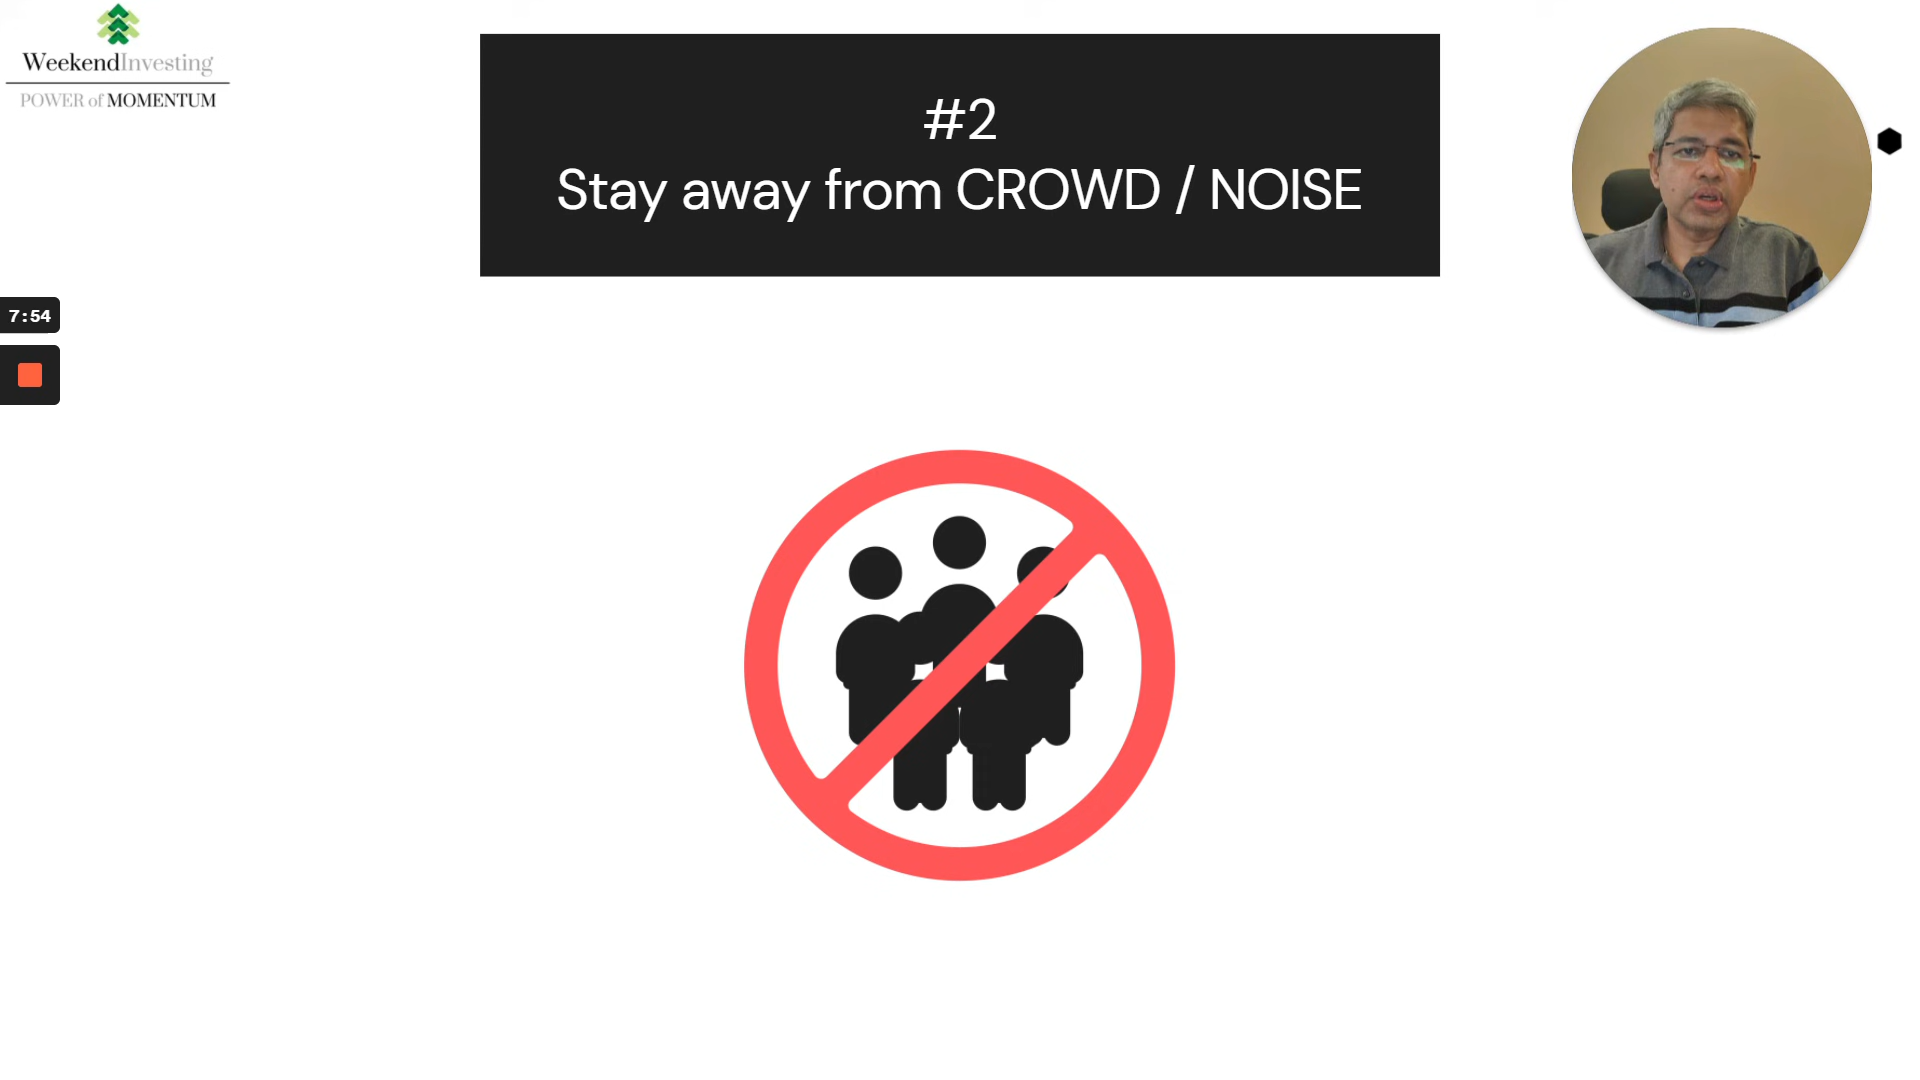 WeekendInvesting
POWER of MOMENTUM
#2
Stay away from CROWD / NOISE
7:54